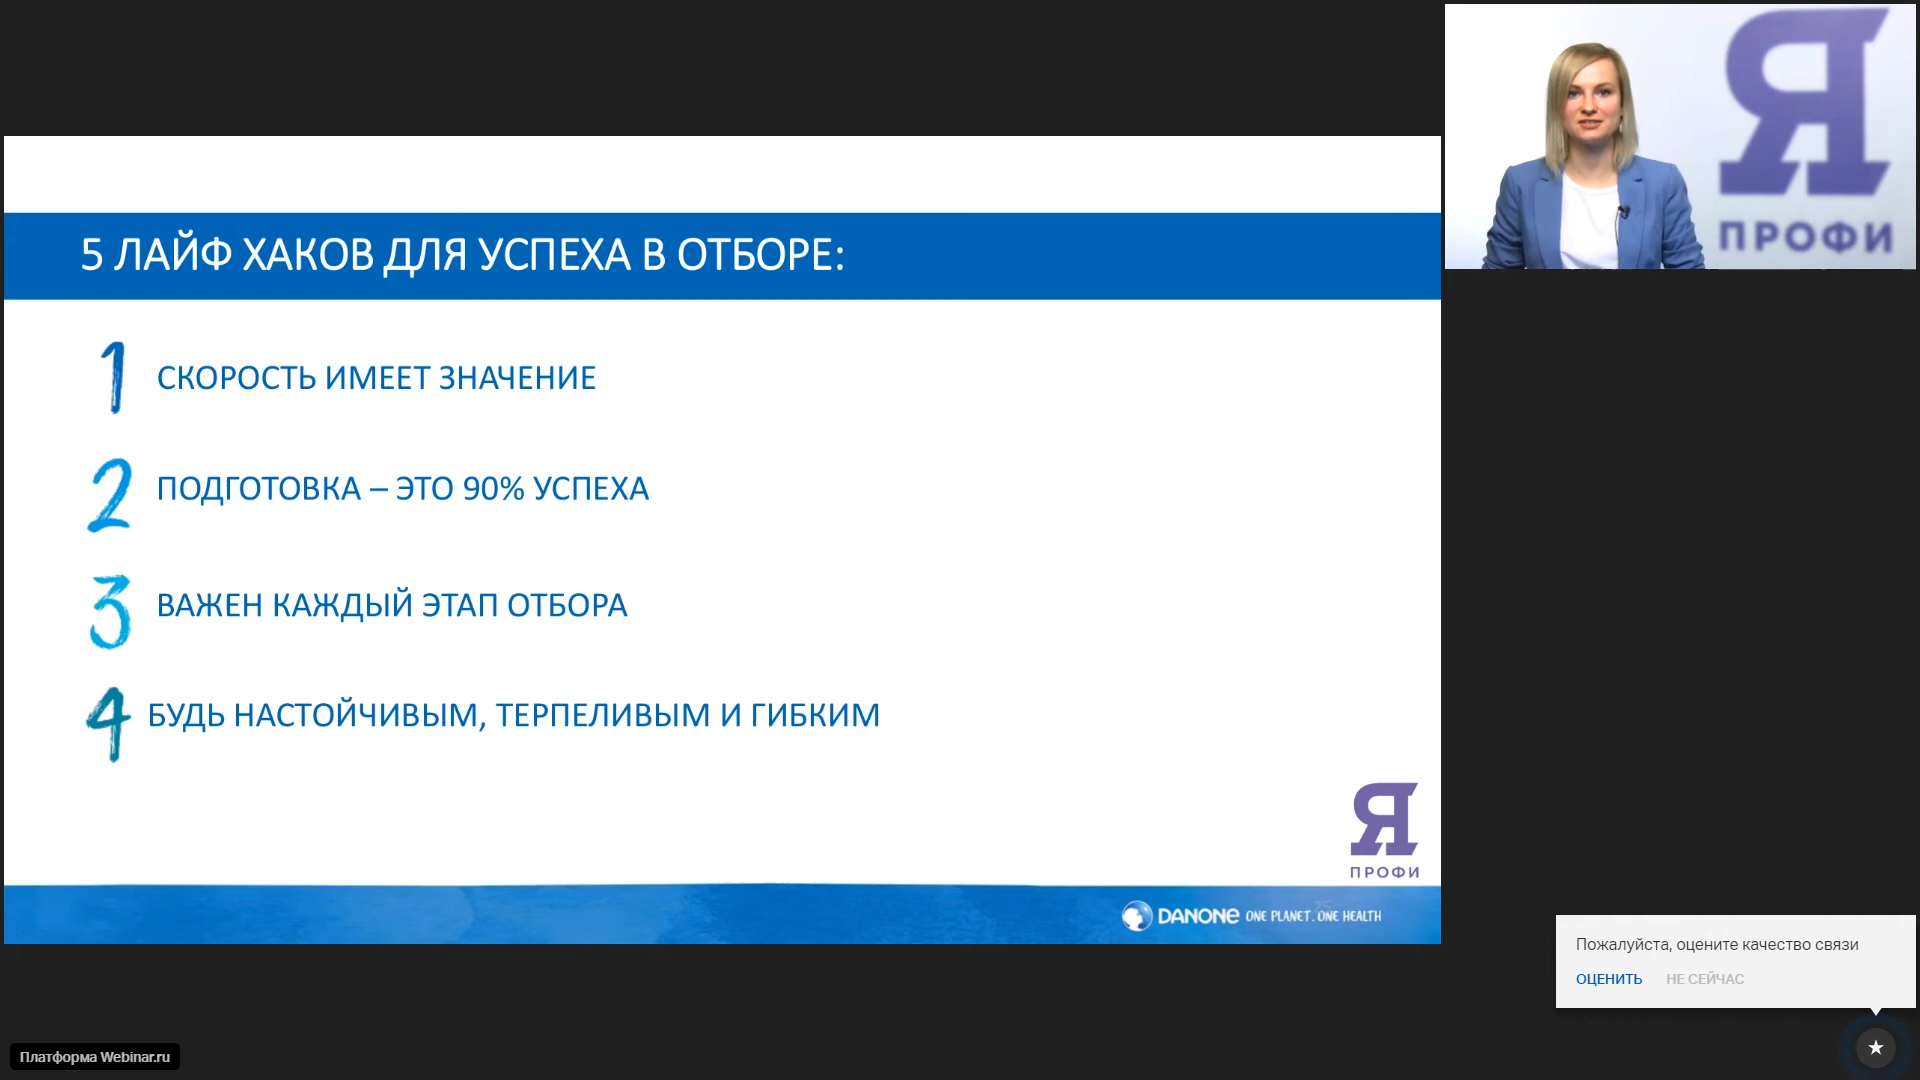 5 ЛАЙФ ХАКОВ ДЛЯ УСПЕХА В ОТБОРЕ:
1 СКОРОСТЬ ИМЕЕТ ЗНАЧЕНИЕ
2 ПОДГОТОВКА – ЭТО 90% УСПЕХА
3 ВАЖЕН КАЖДЫЙ ЭТАП ОТБОРА
4 БУДЬ НАСТОЙЧИВЫМ, ТЕРПЕЛИВЫМ И ГИБКИМ
Я
ПРОФИ
25
DANONE ONE PLANET. ONE HEALTH
Я
ПРОФИ
Пожалуйста, оцените качество связи
ОЦЕНИТЬ НЕ СЕЙЧАС
Платформа Webinar.ru